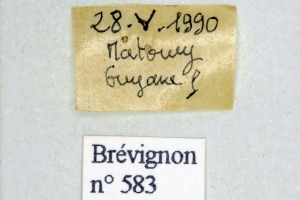 28-V-1990
Matoury
Guyane f
Brévignon
n° 583